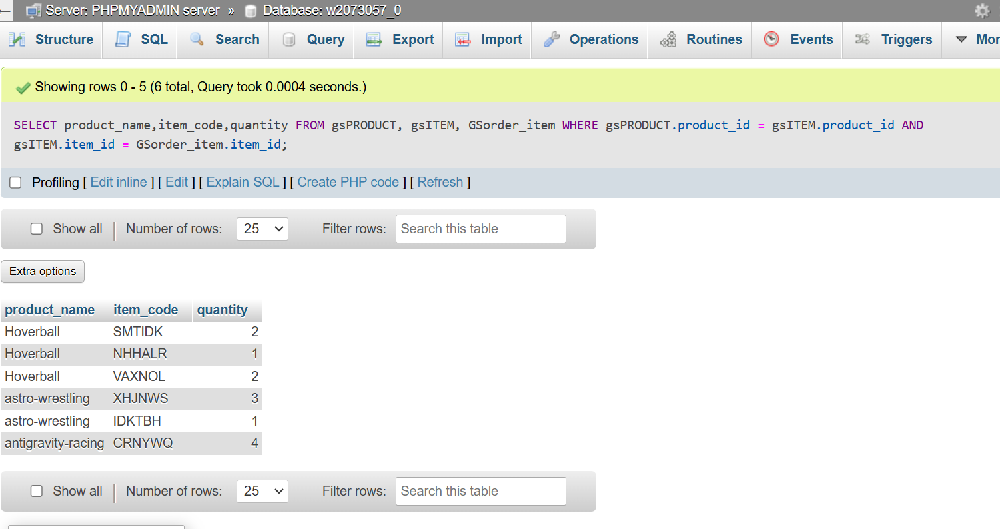 Server: PHPMYADMIN server » Database: w2073057_0
Structure SQL Search Query Export Import Operations Routines Events Triggers Mor
Showing rows 0 - 5 (6 total, Query took 0.0004 seconds.)
SELECT product_name,item_code,quantity FROM gsPRODUCT, gsITEM, GSorder_item WHERE gsPRODUCT.product_id = gsITEM.product_id AND
gsITEM.item_id = GSorder_item.item_id;
Profiling [ Edit inline ] [ Edit ] [ Explain SQL ] [ Create PHP code ] [ Refresh ]
Show all | Number of rows: 25 Filter rows: Search this table
Extra options
product_name item_code quantity
Hoverball SMTIDK 2
Hoverball NHHALR 1
Hoverball VAXNOL 2
astro-wrestling XHJNWS 3
astro-wrestling IDKTBH 1
antigravity-racing CRNYWQ 4
Show all | Number of rows: 25 Filter rows: Search this table